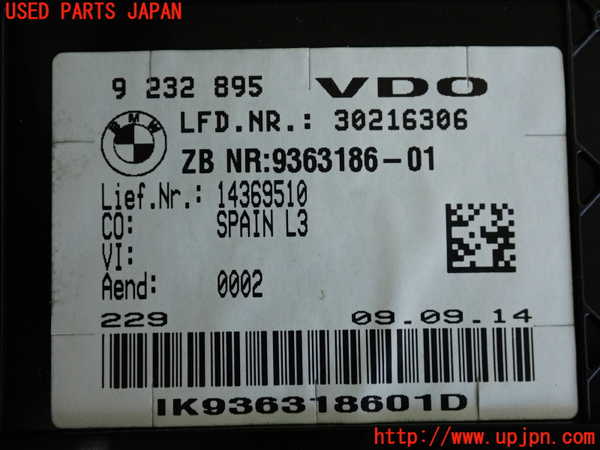 USED PARTS JAPAN
9 232 895 VDO
BMW
LFD.NR.: 30216306
ZB NR:9363186-01
Lief.Nr.: 14369510
CO: SPAIN L3
VI:
Aend: 0002
229 09.09.14
IK936318601D
http://www.upjpn.com